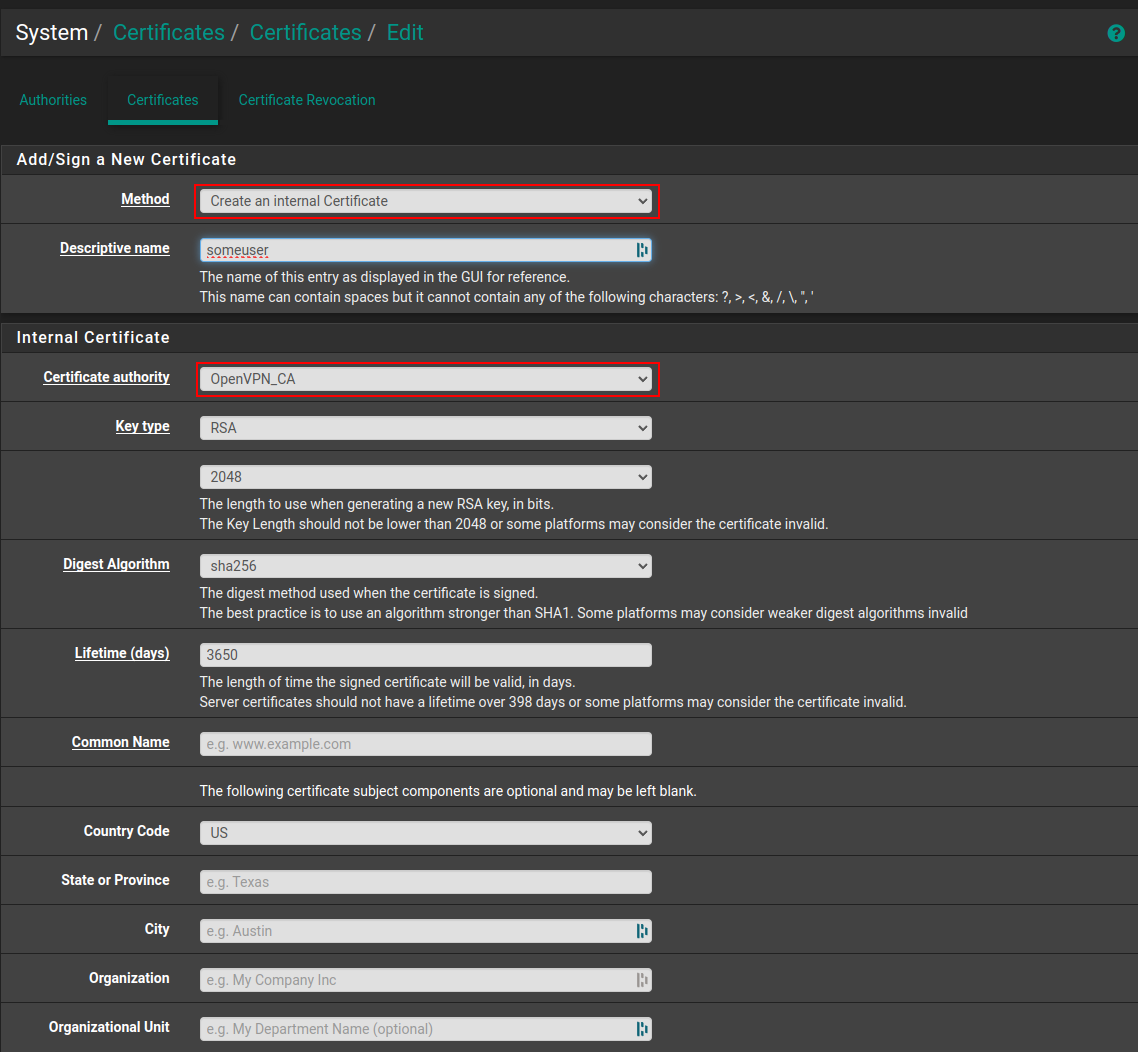 System / Certificates / Certificates / Edit
?
Authorities Certificates Certificate Revocation
Add/Sign a New Certificate
Method Create an internal Certificate
Descriptive name someuser
The name of this entry as displayed in the GUI for reference.
This name can contain spaces but it cannot contain any of the following characters: ?, >, <, &, /, \, ", '
Internal Certificate
Certificate authority OpenVPN_CA
Key type RSA
2048
The length to use when generating a new RSA key, in bits.
The Key Length should not be lower than 2048 or some platforms may consider the certificate invalid.
Digest Algorithm sha256
The digest method used when the certificate is signed.
The best practice is to use an algorithm stronger than SHA1. Some platforms may consider weaker digest algorithms invalid
Lifetime (days) 3650
The length of time the signed certificate will be valid, in days.
Server certificates should not have a lifetime over 398 days or some platforms may consider the certificate invalid.
Common Name e.g. www.example.com
The following certificate subject components are optional and may be left blank.
Country Code US
State or Province e.g. Texas
City e.g. Austin
Organization e.g. My Company Inc
Organizational Unit e.g. My Department Name (optional)